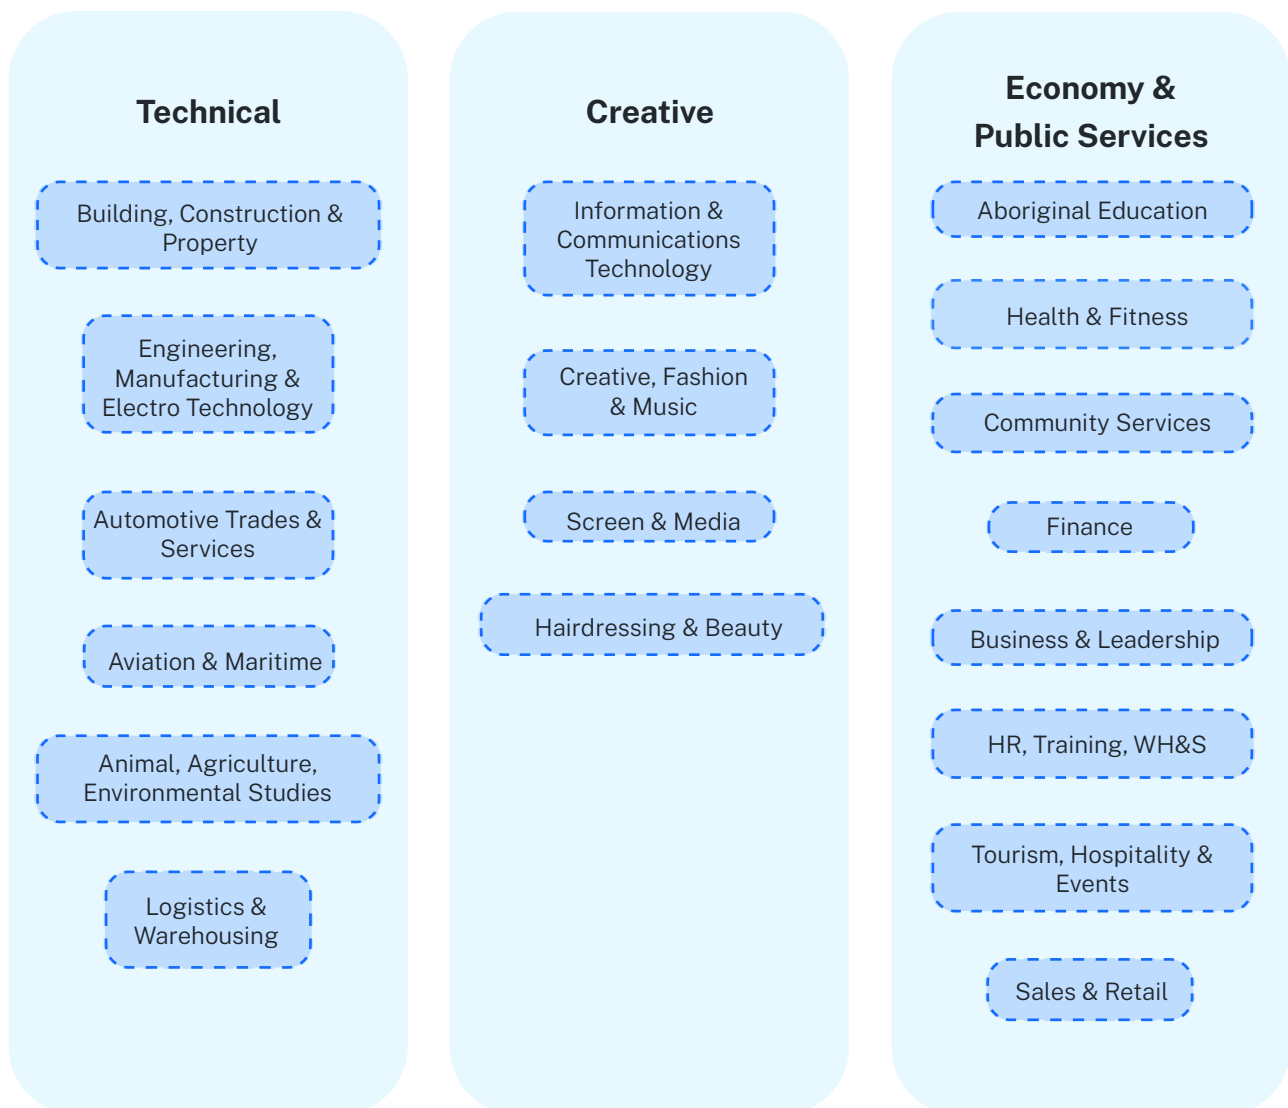 Technical
Building, Construction &
Property
Engineering,
Manufacturing &
Electro Technology
Automotive Trades &
Services
Aviation & Maritime
Animal, Agriculture,
Environmental Studies
Logistics &
Warehousing
Creative
Information &
Communications
Technology
Creative, Fashion
& Music
Screen & Media
Hairdressing & Beauty
Economy &
Public Services
Aboriginal Education
Health & Fitness
Community Services
Finance
Business & Leadership
HR, Training, WH&S
Tourism, Hospitality &
Events
Sales & Retail